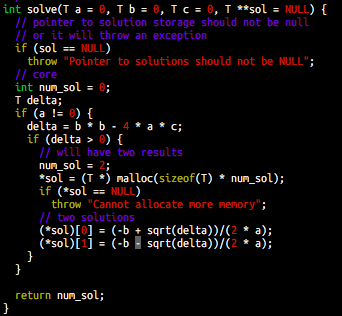 int solve(T a = 0, T b = 0, T c = 0, T **sol = NULL) {
// pointer to solution storage should not be null
// or it will throw an exception
if (sol == NULL)
throw "Pointer to solutions should not be NULL";
// core
int num_sol = 0;
T delta;
if (a != 0) {
delta = b * b - 4 * a * c;
if (delta > 0) {
// will have two results
num_sol = 2;
*sol = (T *) malloc(sizeof(T) * num_sol);
if (*sol == NULL)
throw "Cannot allocate more memory";
// two solutions
(*sol)[0] = (-b + sqrt(delta))/(2 * a);
(*sol)[1] = (-b - sqrt(delta))/(2 * a);
}
}
return num_sol;
}